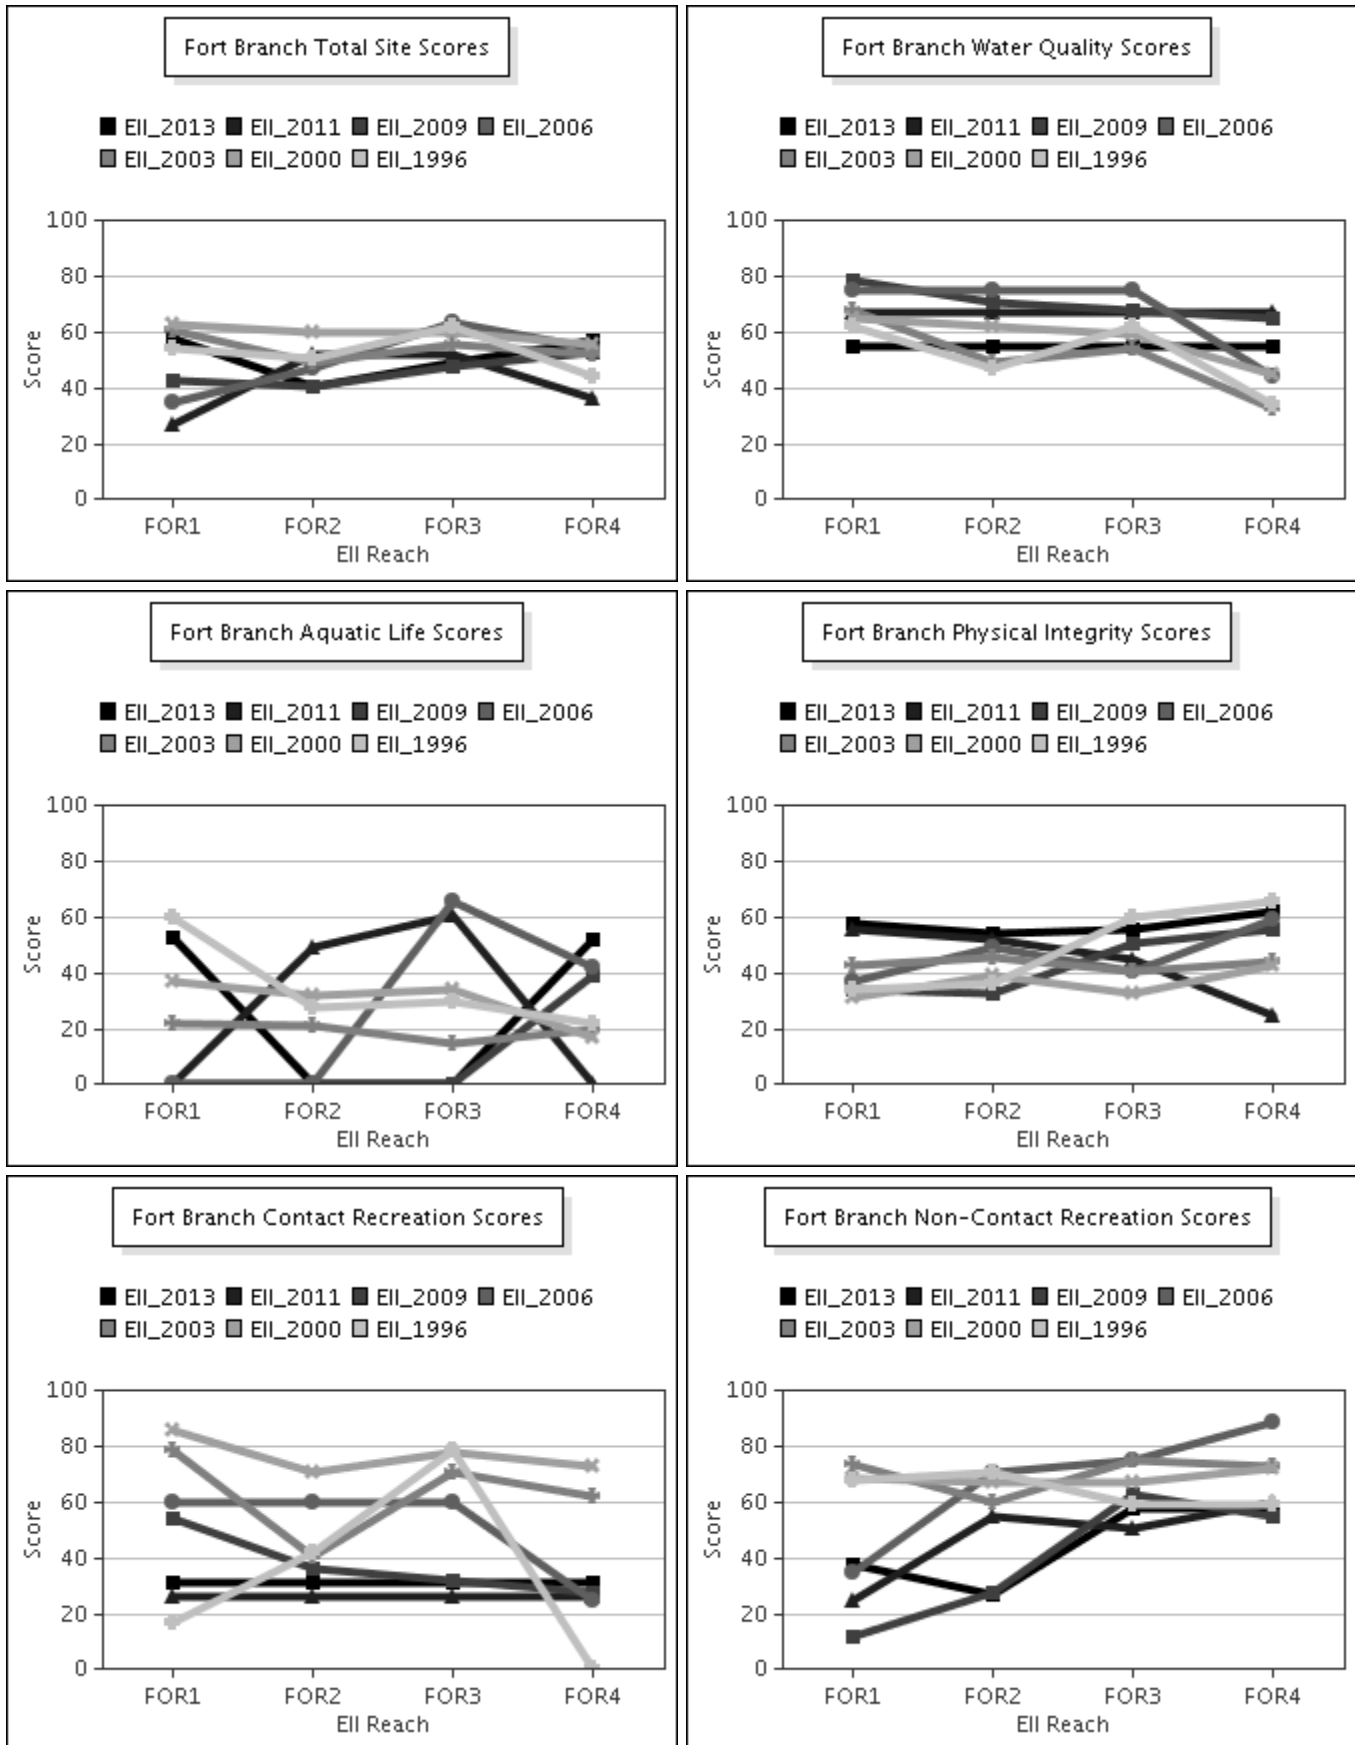 Fort Branch Total Site Scores
EII_2013 EII_2011 EII_2009 EII_2006
EII_2003 EII_2000 EII_1996
100
80
60
40
20
0
Score
FOR1 FOR2 FOR3 FOR4
EII Reach
Fort Branch Water Quality Scores
EII_2013 EII_2011 EII_2009 EII_2006
EII_2003 EII_2000 EII_1996
100
80
60
40
20
0
Score
FOR1 FOR2 FOR3 FOR4
EII Reach
Fort Branch Aquatic Life Scores
EII_2013 EII_2011 EII_2009 EII_2006
EII_2003 EII_2000 EII_1996
100
80
60
40
20
0
Score
FOR1 FOR2 FOR3 FOR4
EII Reach
Fort Branch Physical Integrity Scores
EII_2013 EII_2011 EII_2009 EII_2006
EII_2003 EII_2000 EII_1996
100
80
60
40
20
0
Score
FOR1 FOR2 FOR3 FOR4
EII Reach
Fort Branch Contact Recreation Scores
EII_2013 EII_2011 EII_2009 EII_2006
EII_2003 EII_2000 EII_1996
100
80
60
40
20
0
Score
FOR1 FOR2 FOR3 FOR4
EII Reach
Fort Branch Non-Contact Recreation Scores
EII_2013 EII_2011 EII_2009 EII_2006
EII_2003 EII_2000 EII_1996
100
80
60
40
20
0
Score
FOR1 FOR2 FOR3 FOR4
EII Reach